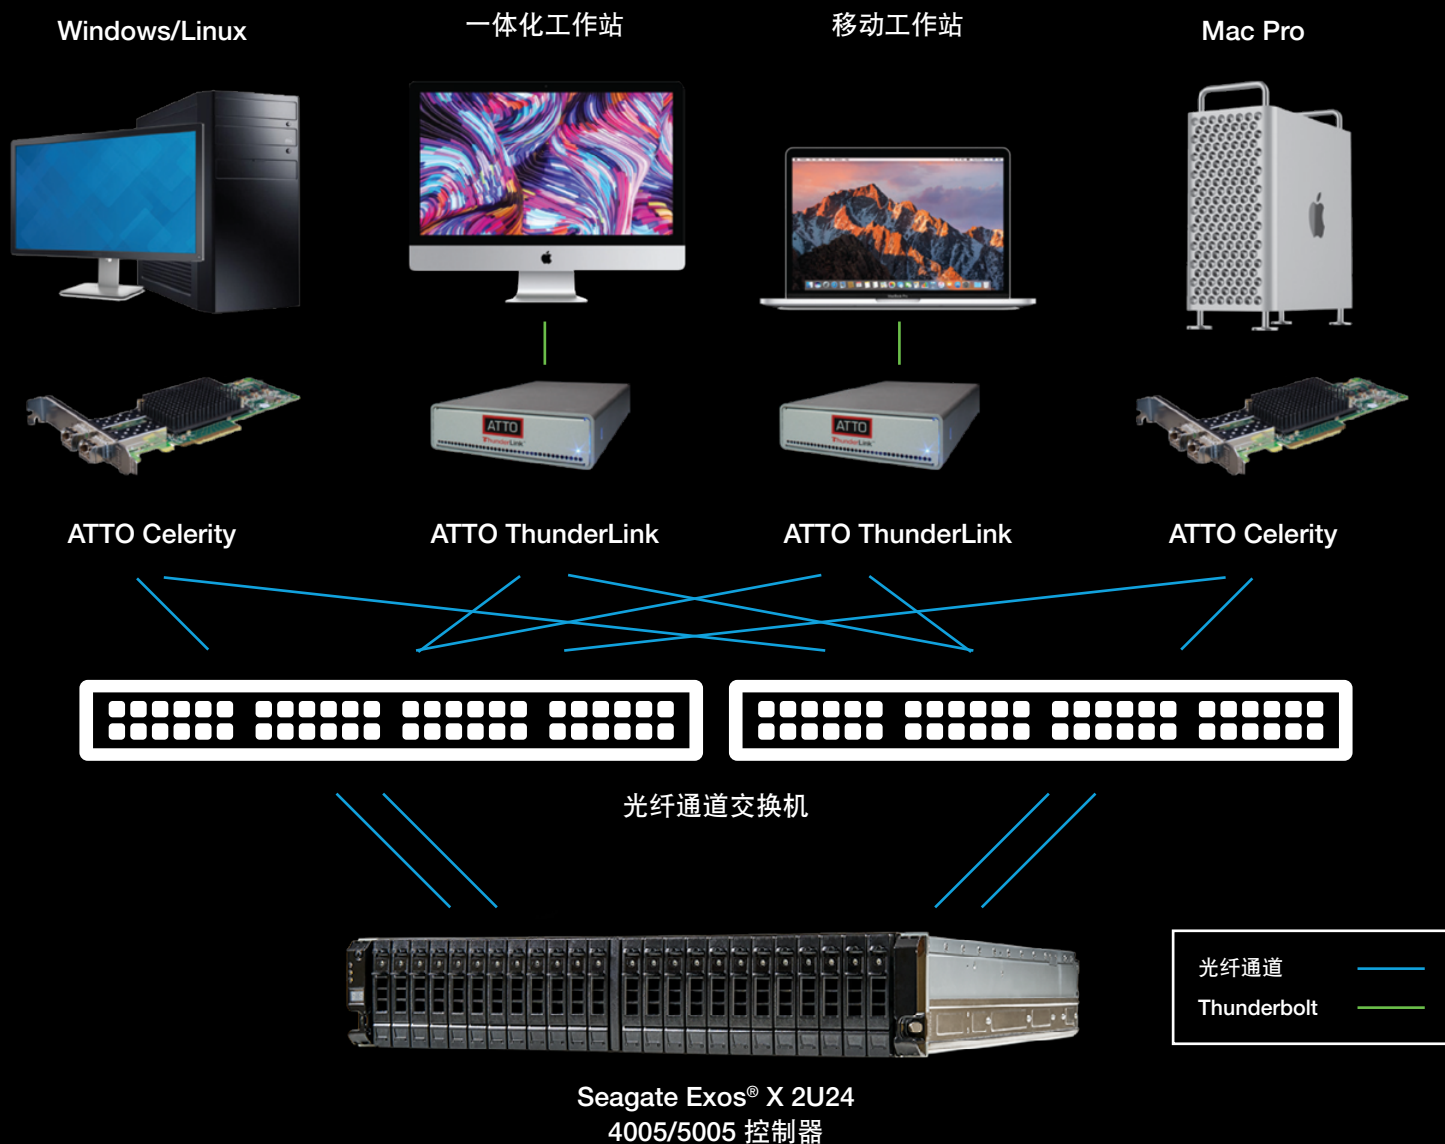 Windows/Linux
一体化工作站
移动工作站
Mac Pro
ATTO
ThunderLink™
ATTO
ThunderLink™
ATTO Celerity
ATTO ThunderLink
ATTO ThunderLink
ATTO Celerity
光纤通道交换机
光纤通道
Thunderbolt
Seagate Exos® X 2U24
4005/5005 控制器